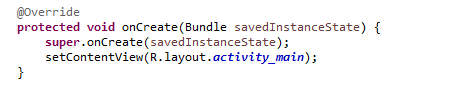 @Override
protected void onCreate(Bundle savedInstanceState) {
    super.onCreate(savedInstanceState);
    setContentView(R.layout.activity_main);
}